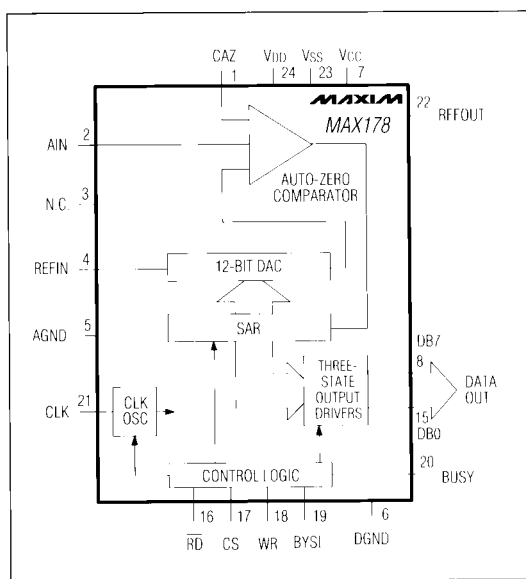 CAZ VDD VSS VCC
1 24 23 7
MAXIM
MAX178
22 RFFOUT
AIN 2
AUTO-ZERO
COMPARATOR
N.C. 3
REFIN 4
12-BIT DAC
AGND 5
SAR
DB7
8
THREE-
STATE
OUTPUT
DRIVERS
DATA
OUT
CLK 21
CLK
OSC
15
DB0
20 BUSY
CONTROL LOGIC
16 17 18 19 6
RD CS WR BYSI DGND